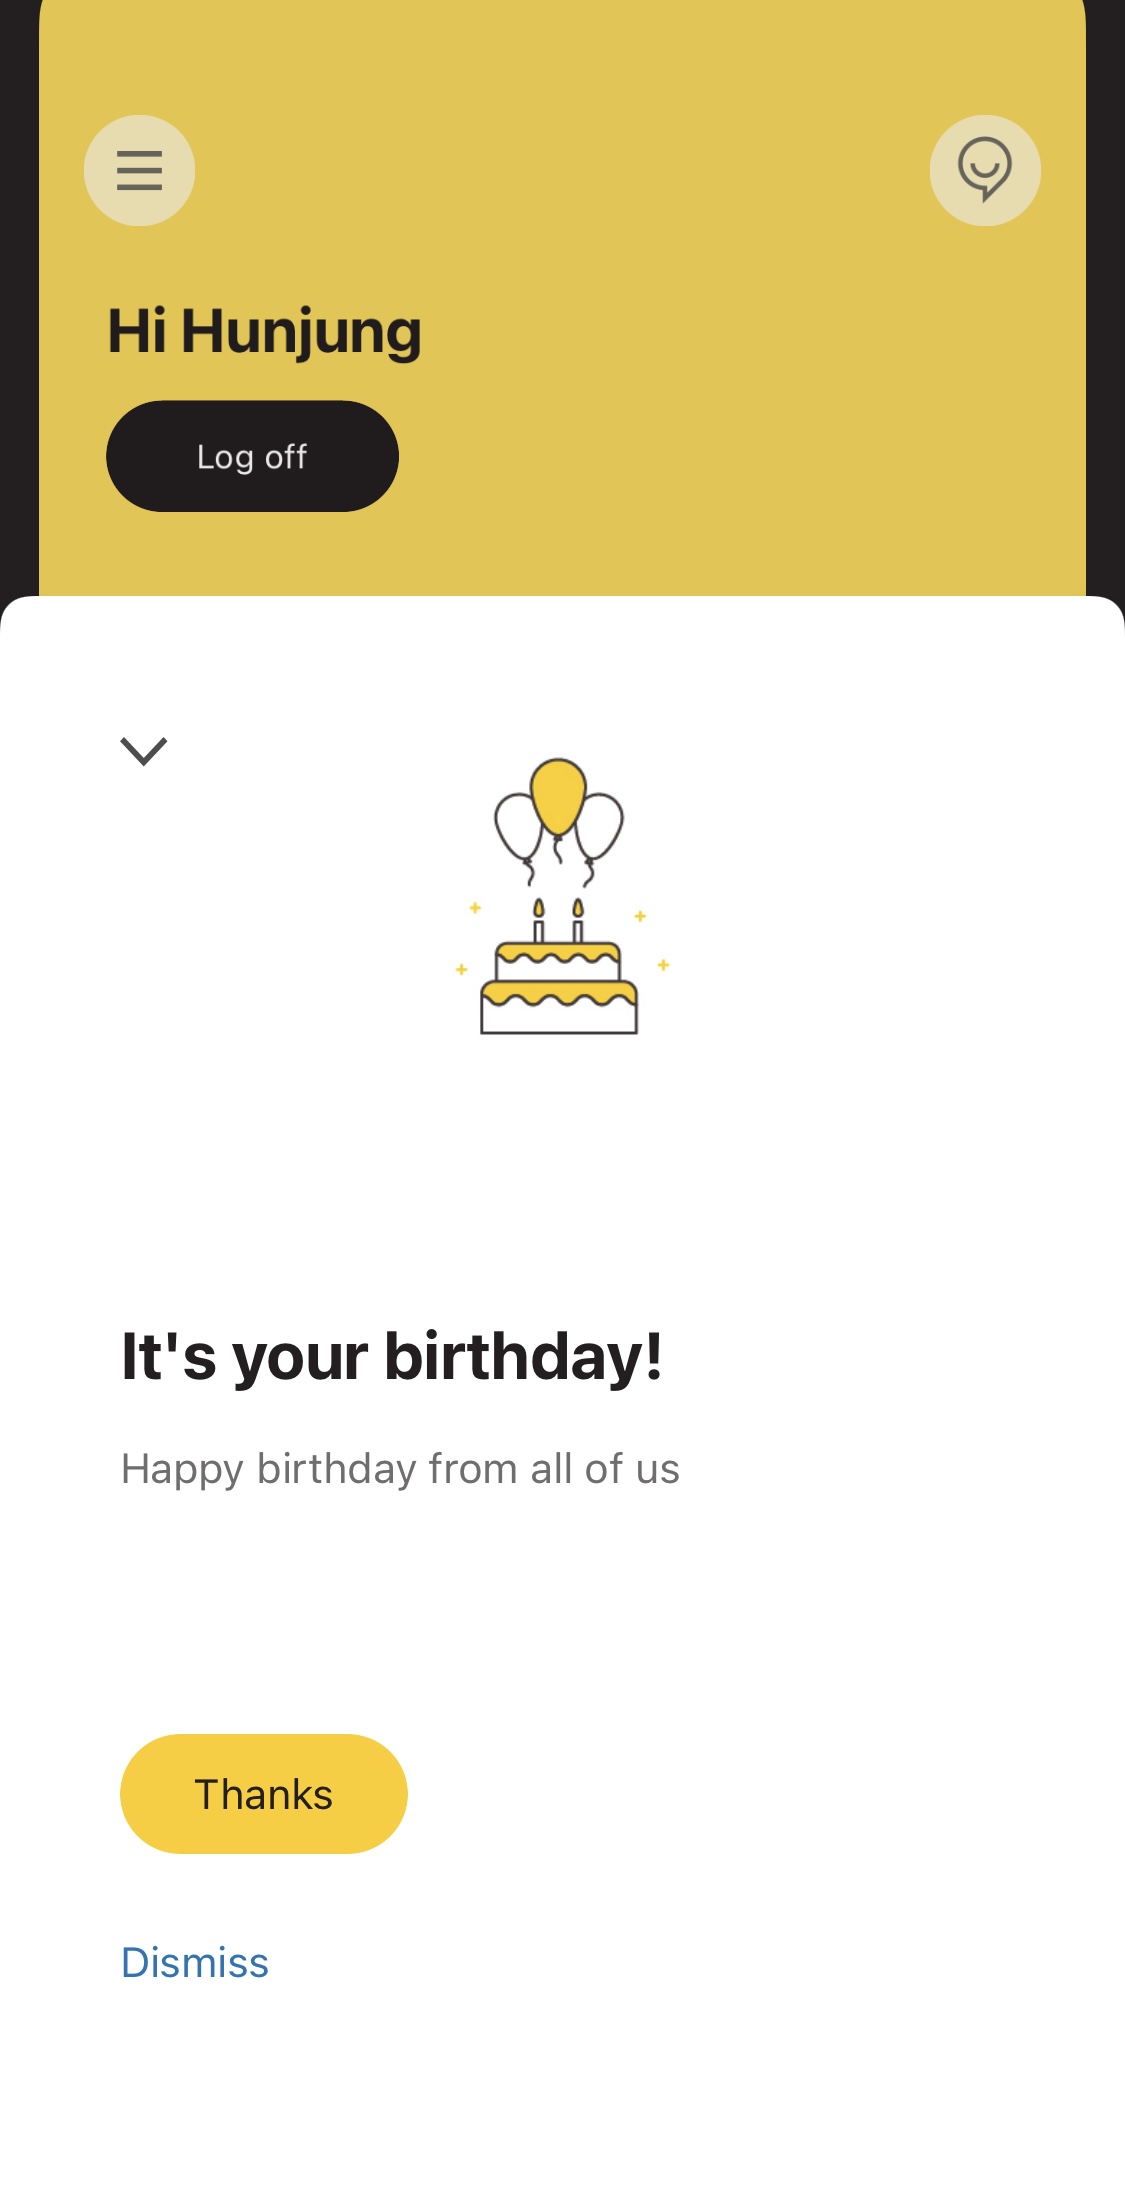 Hi Hunjung
Log off
It's your birthday!
Happy birthday from all of us
Thanks
Dismiss